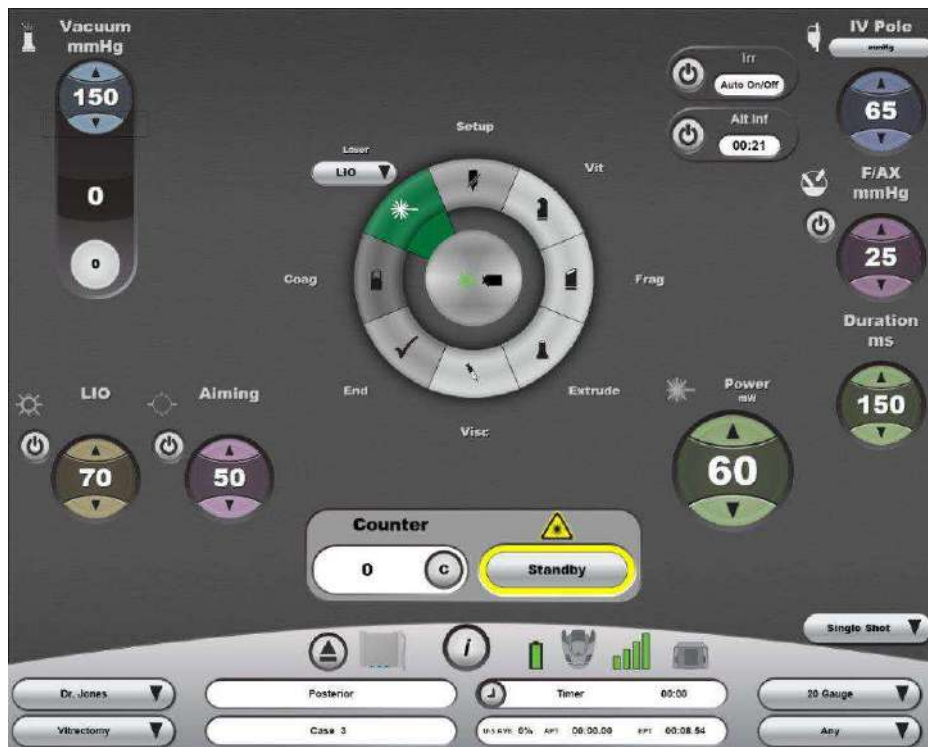 Vacuum
mmHg
150
0
0
IV Pole
mmHg
65
Irr
Auto On/Off
Alt Inf
00:21
F/AX
mmHg
25
Duration
ms
150
Setup
Laser
LIO
Vit
Coag
Frag
End
Extrude
Visc
LIO
70
Aiming
50
Power
mW
60
Counter
0
C
Standby
Single Shot
i
Dr. Jones
Posterior
Timer 00:00
20 Gauge
Vitrectomy
Case 3
U/S AVE 0% APT 00:00.00 EPT 00:08.54
Any